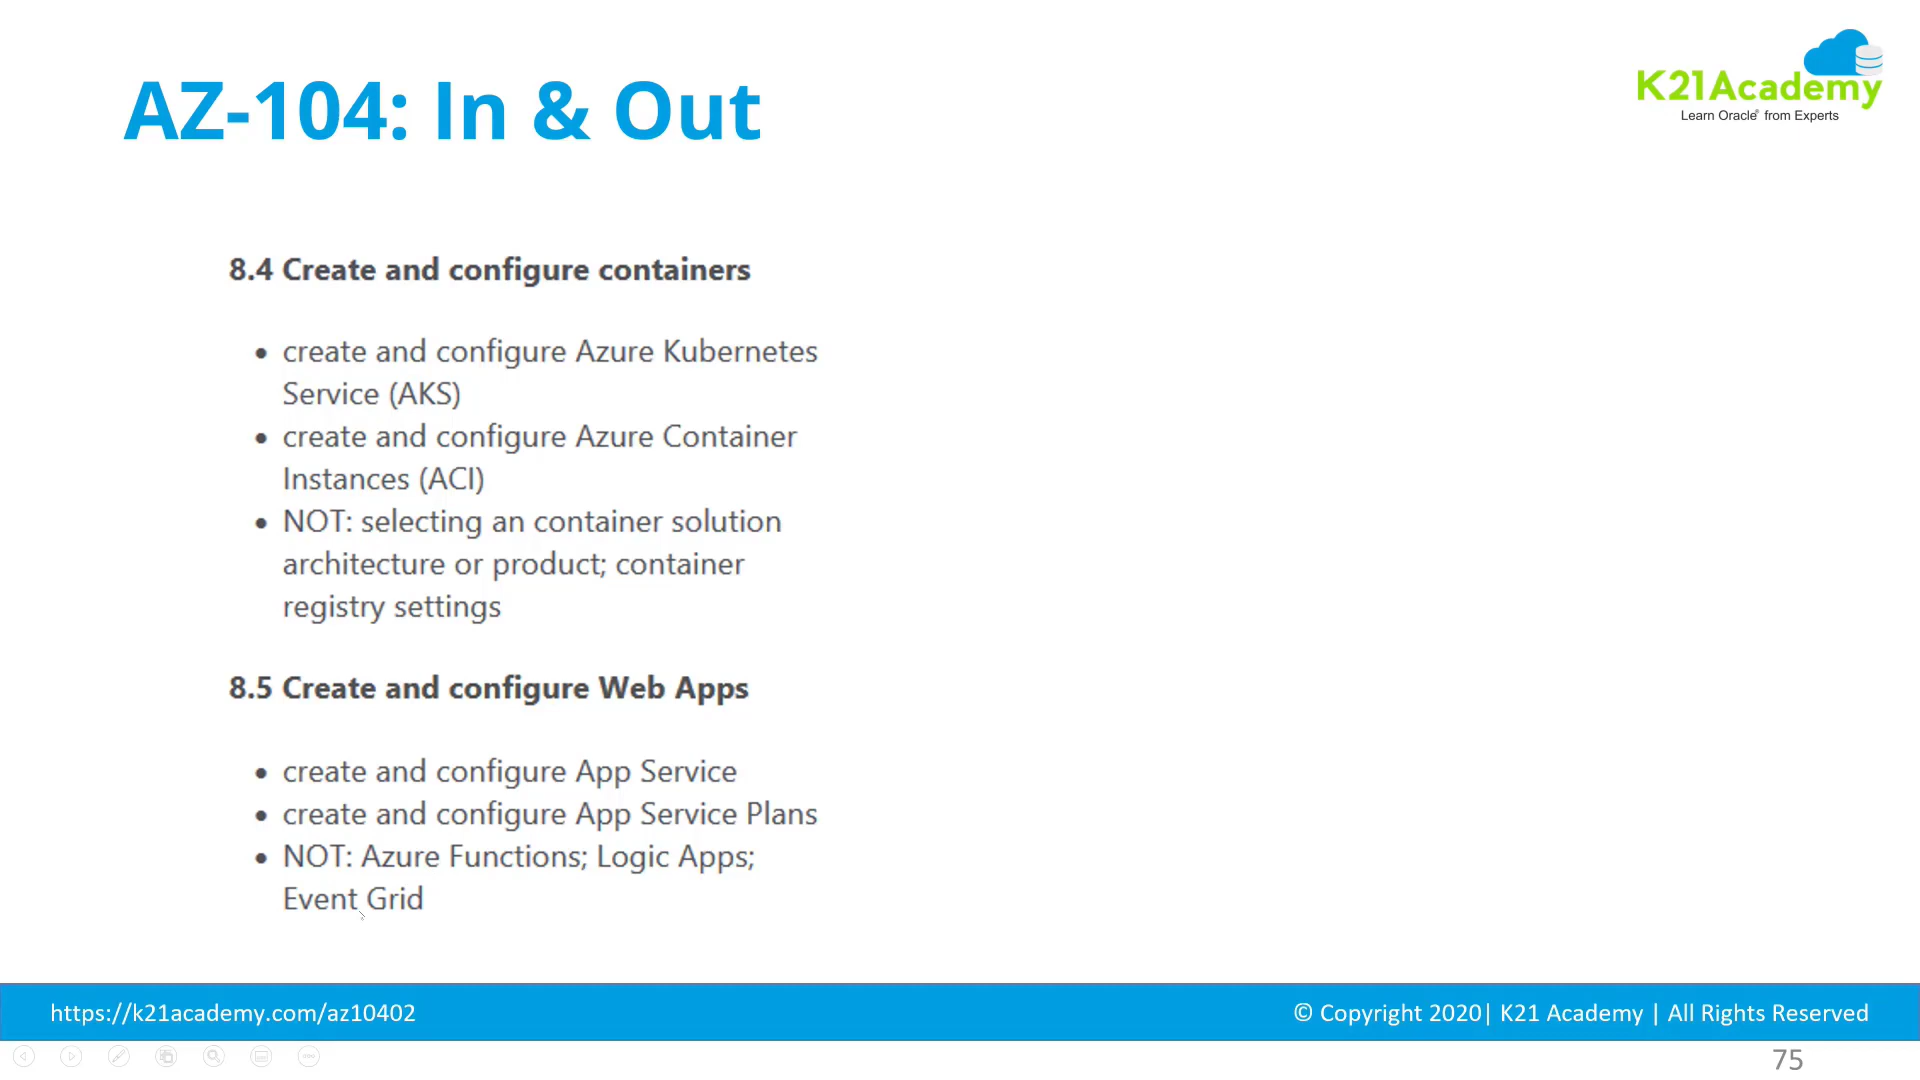 AZ-104: In & Out
K21Academy
Learn Oracle® from Experts
8.4 Create and configure containers
• create and configure Azure Kubernetes
Service (AKS)
• create and configure Azure Container
Instances (ACI)
• NOT: selecting an container solution
architecture or product; container
registry settings
8.5 Create and configure Web Apps
• create and configure App Service
• create and configure App Service Plans
• NOT: Azure Functions; Logic Apps;
Event Grid
https://k21academy.com/az10402
© Copyright 2020| K21 Academy | All Rights Reserved
75